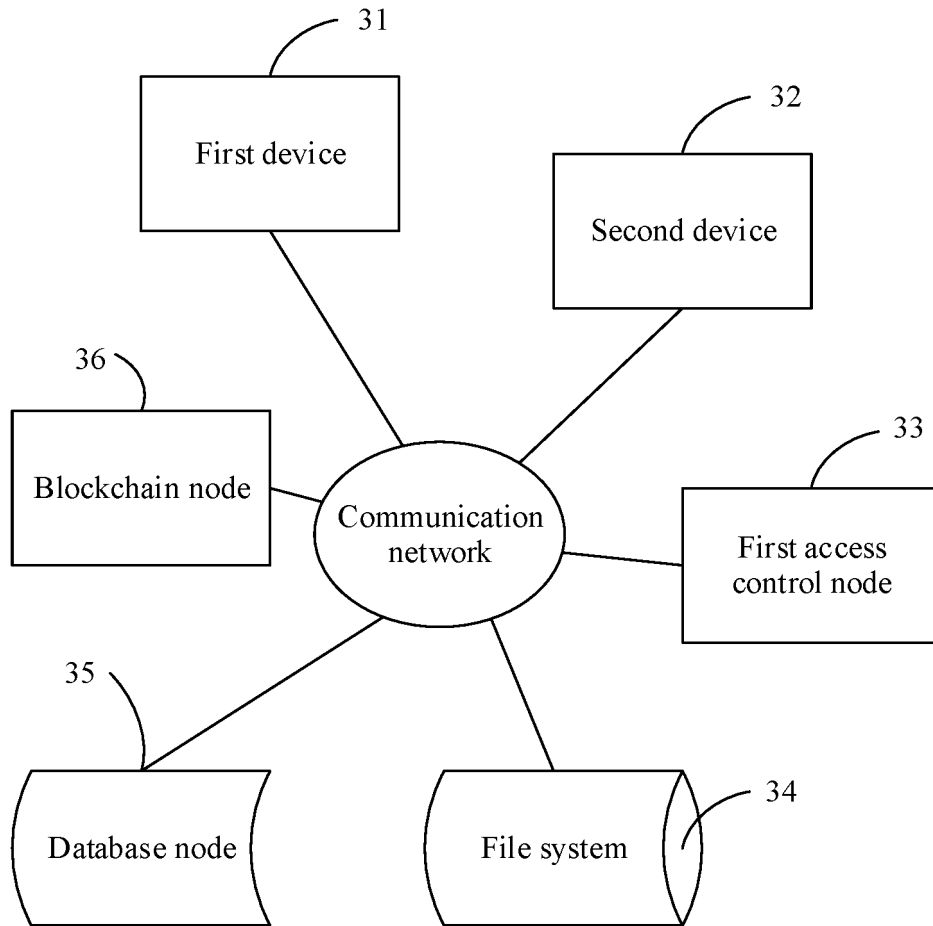 31
First device
32
Second device
36
Blockchain node
33
Communication
network
First access
control node
35
Database node
File system
34